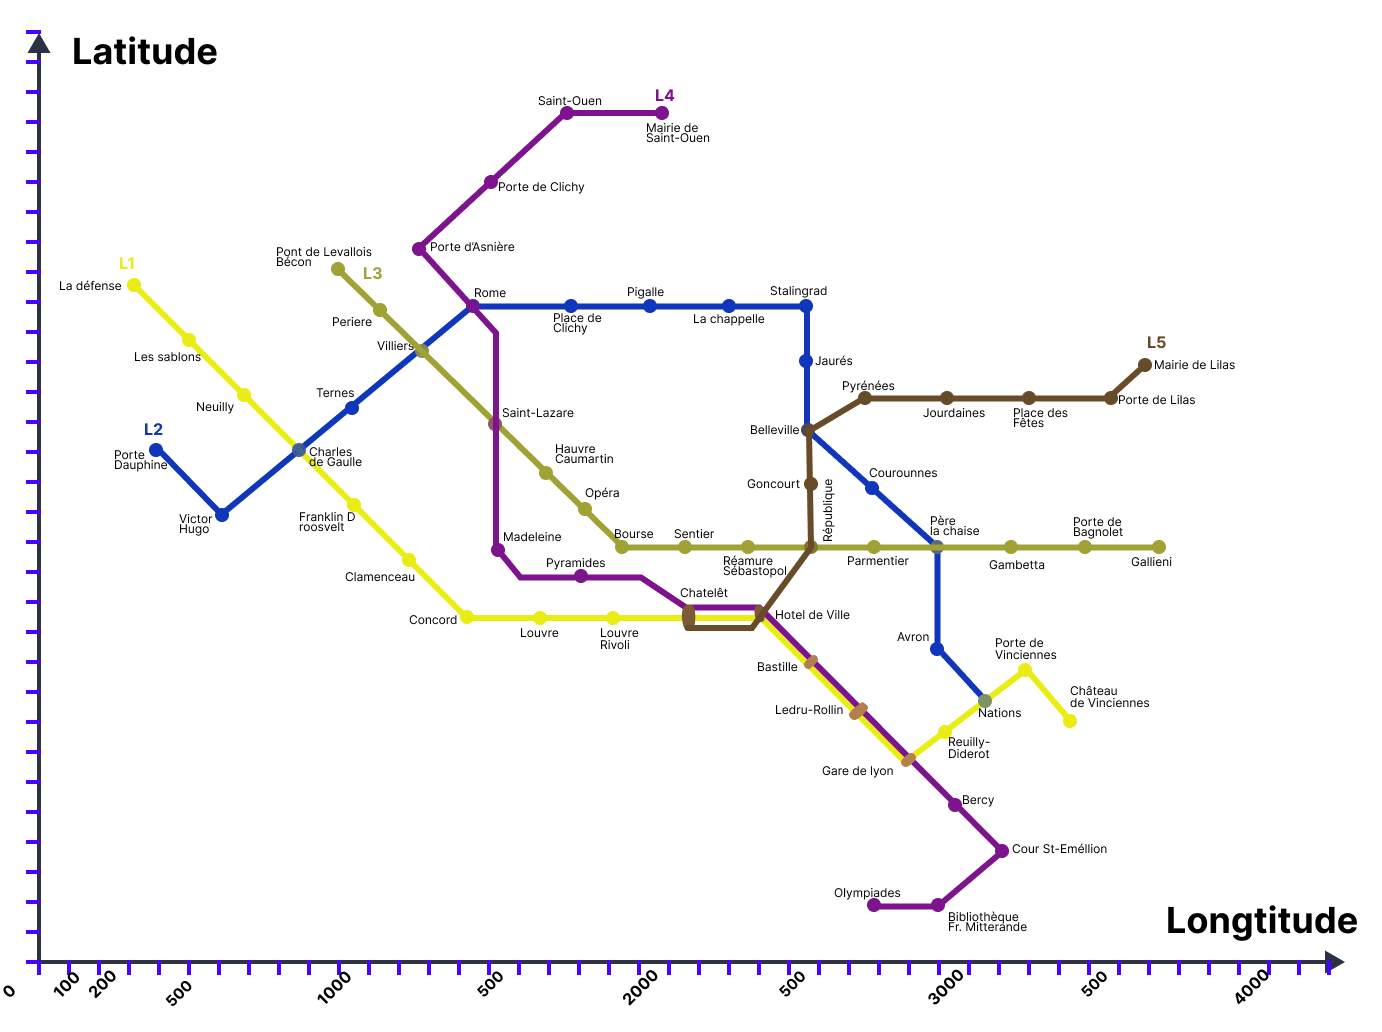 Latitude
Saint-Ouen
L4
Mairie de
Saint-Ouen
Porte de Clichy
Porte d'Asnière
Pont de Levallois
Bécon
L3
L1
La défense
Rome
Pigalle
Stalingrad
Periere
Place de
Clichy
La chappelle
Villiers
Les sablons
Jaurés
L5
Mairie de Lilas
Pyrénées
Ternes
Neuilly
Jourdaines
Place des
Fêtes
Porte de Lilas
Saint-Lazare
L2
Belleville
Porte
Dauphine
Charles
de Gaulle
Hauvre
Caumartin
Courounnes
Goncourt
Opéra
République
Victor
Hugo
Franklin D
roosvelt
Madeleine
Bourse
Sentier
Père
la chaise
Porte de
Bagnolet
Réamure
Sébastopol
Parmentier
Gambetta
Gallieni
Pyramides
Clamenceau
Chatelêt
Concord
Hotel de Ville
Louvre
Louvre
Rivoli
Avron
Porte de
Vinciennes
Bastille
Château
de Vinciennes
Ledru-Rollin
Nations
Reuilly-
Diderot
Gare de lyon
Bercy
Cour St-Eméllion
Olympiades
Bibliothèque
Fr. Mitterande
Longtitude
0
100
200
500
1000
500
2000
500
3000
500
4000